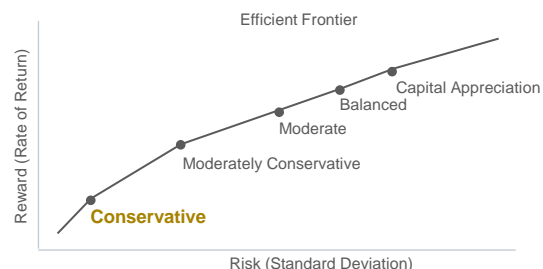 Efficient Frontier
Reward (Rate of Return)
Capital Appreciation
Balanced
Moderate
Moderately Conservative
Conservative
Risk (Standard Deviation)